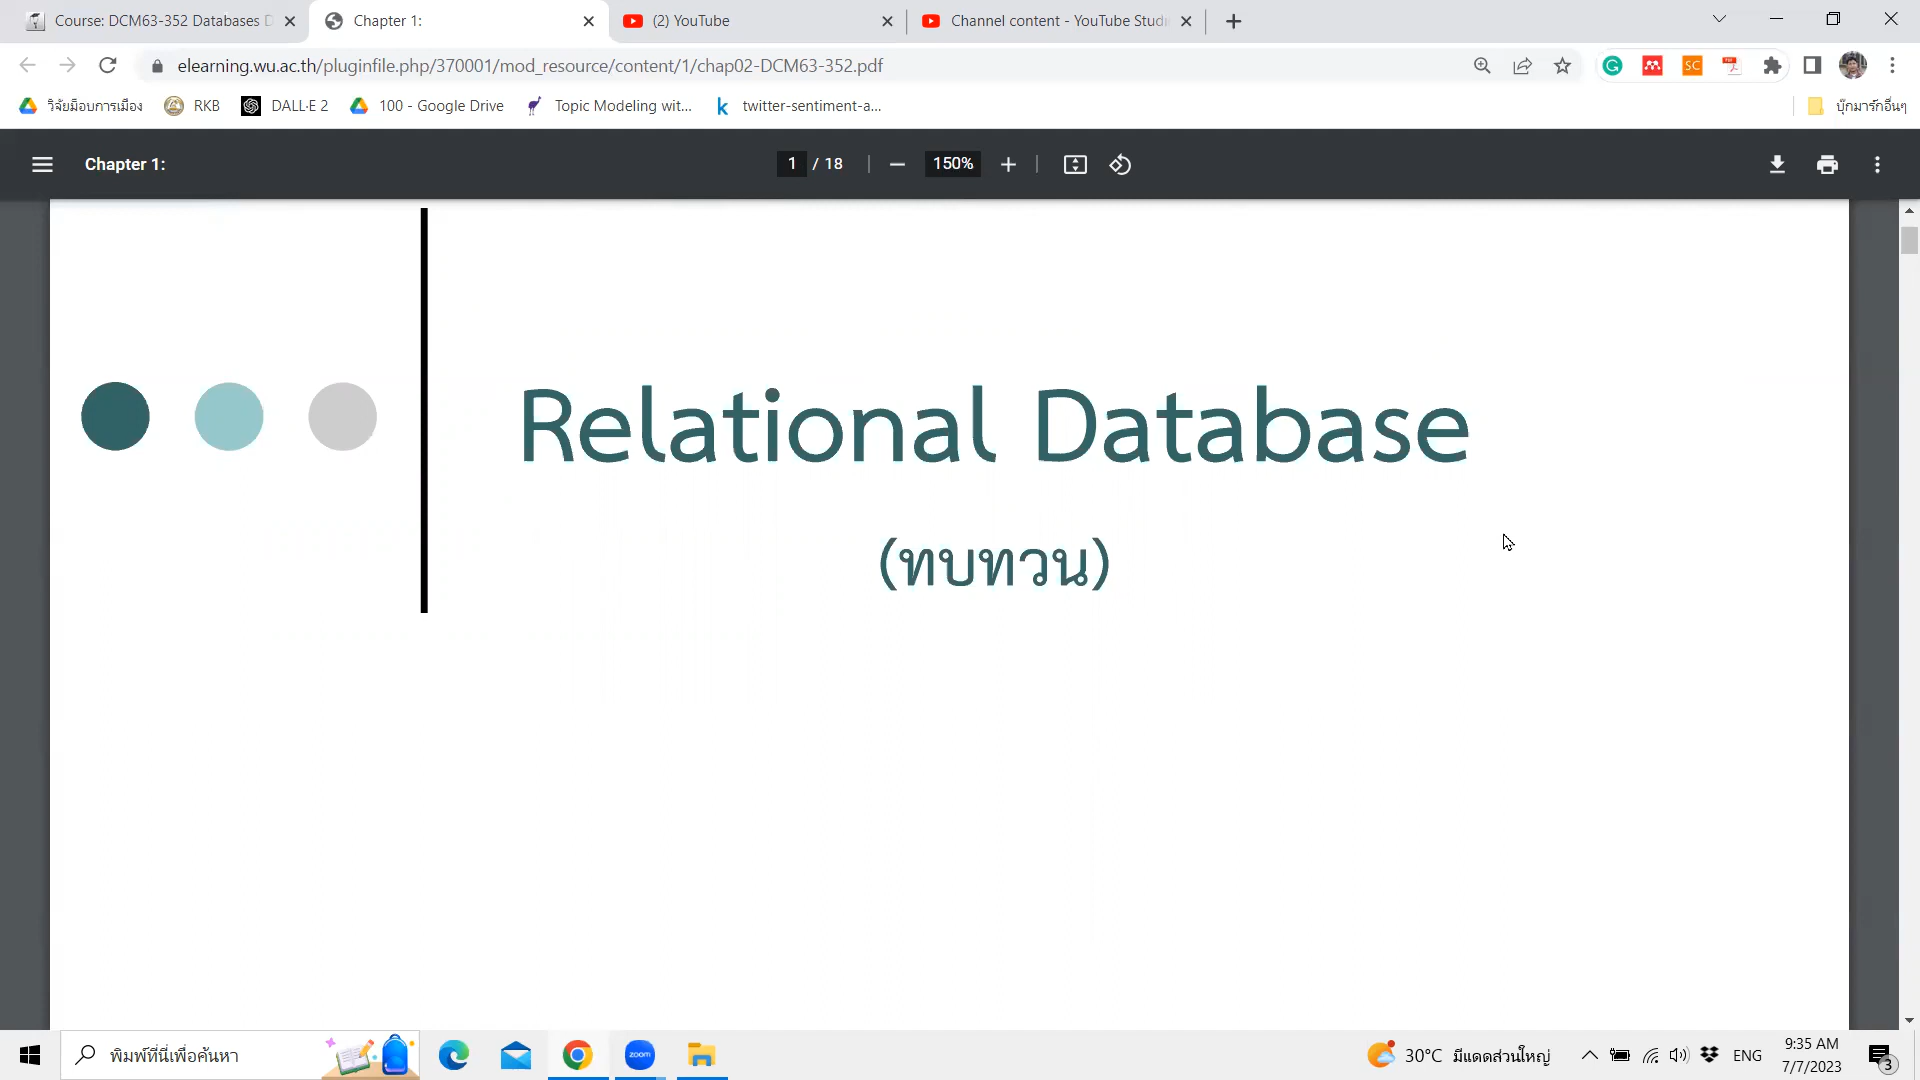 Course: DCM63-352 Databases D
Chapter 1:
(2) YouTube
Channel content - YouTube Studi
elearning.wu.ac.th/pluginfile.php/370001/mod_resource/content/1/chap02-DCM63-352.pdf
วิจัยม็อบการเมือง
RKB
DALL·E 2
100 - Google Drive
Topic Modeling wit...
twitter-sentiment-a...
บุ๊กมาร์กอื่นๆ
Chapter 1:
1 / 18
150%
Relational Database
(ทบทวน)
พิมพ์ที่นี่เพื่อค้นหา
zoom
30°C มีแดดส่วนใหญ่
ENG
9:35 AM
7/7/2023
3